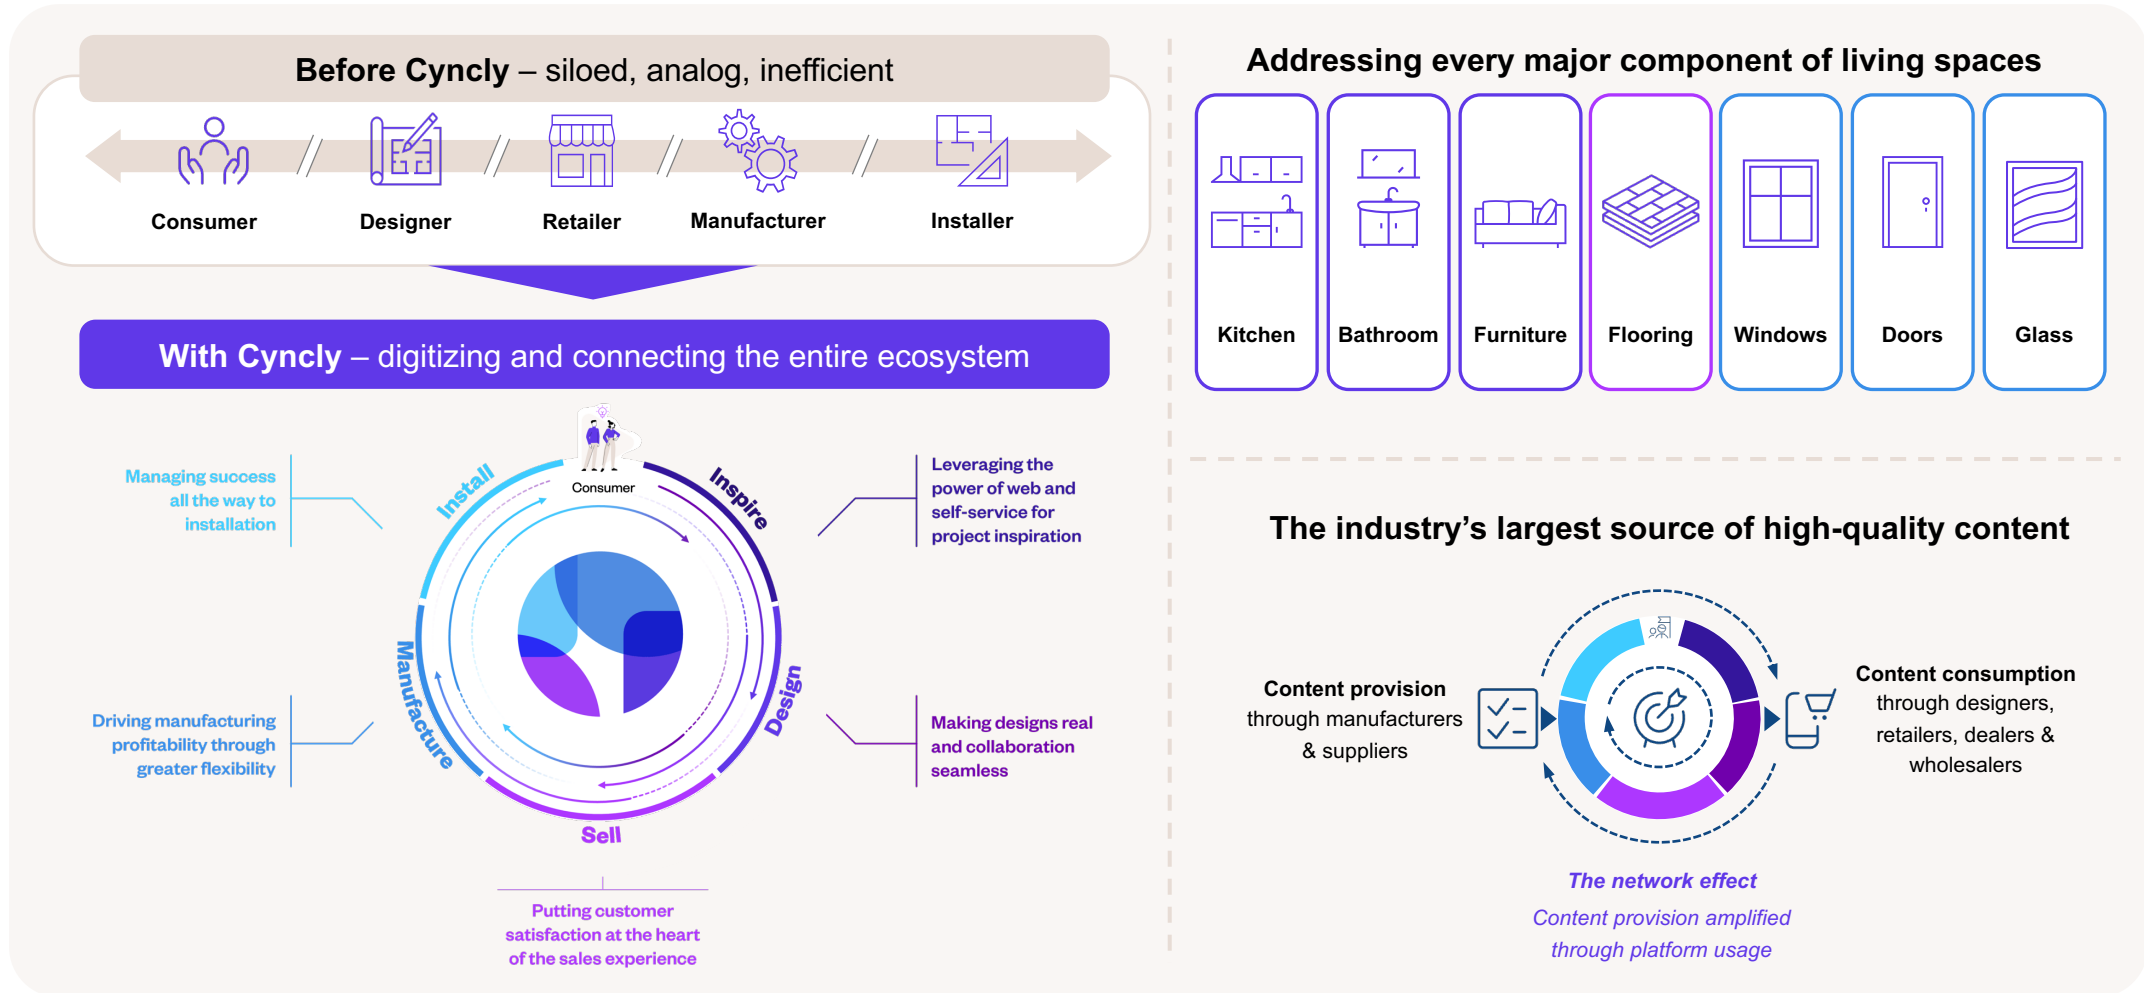 Before Cyncly – siloed, analog, inefficient
Consumer
Designer
Retailer
Manufacturer
Installer
With Cyncly – digitizing and connecting the entire ecosystem
Consumer
Inspire
Leveraging the
power of web and
self-service for
project inspiration
Design
Making designs real
and collaboration
seamless
Sell
Putting customer
satisfaction at the heart
of the sales experience
Manufacture
Driving manufacturing
profitability through
greater flexibility
Install
Managing success
all the way to
installation
Addressing every major component of living spaces
Kitchen
Bathroom
Furniture
Flooring
Windows
Doors
Glass
The industry’s largest source of high-quality content
Content provision
through manufacturers
& suppliers
Content consumption
through designers,
retailers, dealers &
wholesalers
The network effect
Content provision amplified
through platform usage